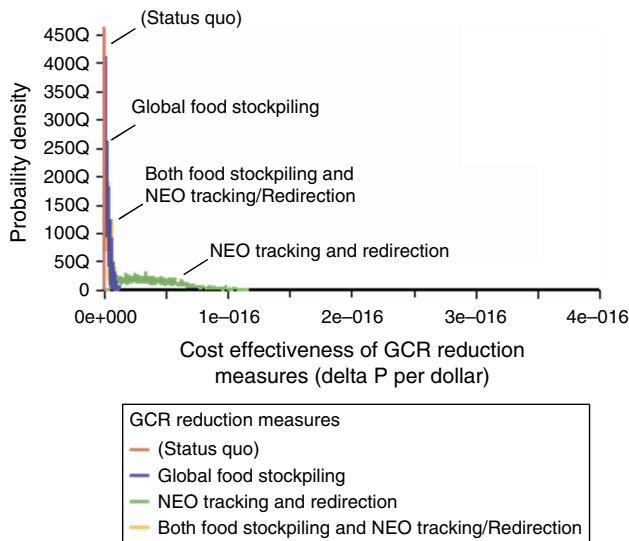 (Status quo)
450Q
400Q
350Q
300Q
250Q
200Q
150Q
100Q
50Q
0
Probaility density
Global food stockpiling
Both food stockpiling and
NEO tracking/Redirection
NEO tracking and redirection
0e+000
1e–016
2e–016
3e–016
4e–016
Cost effectiveness of GCR reduction
measures (delta P per dollar)
GCR reduction measures
(Status quo)
Global food stockpiling
NEO tracking and redirection
Both food stockpiling and NEO tracking/Redirection